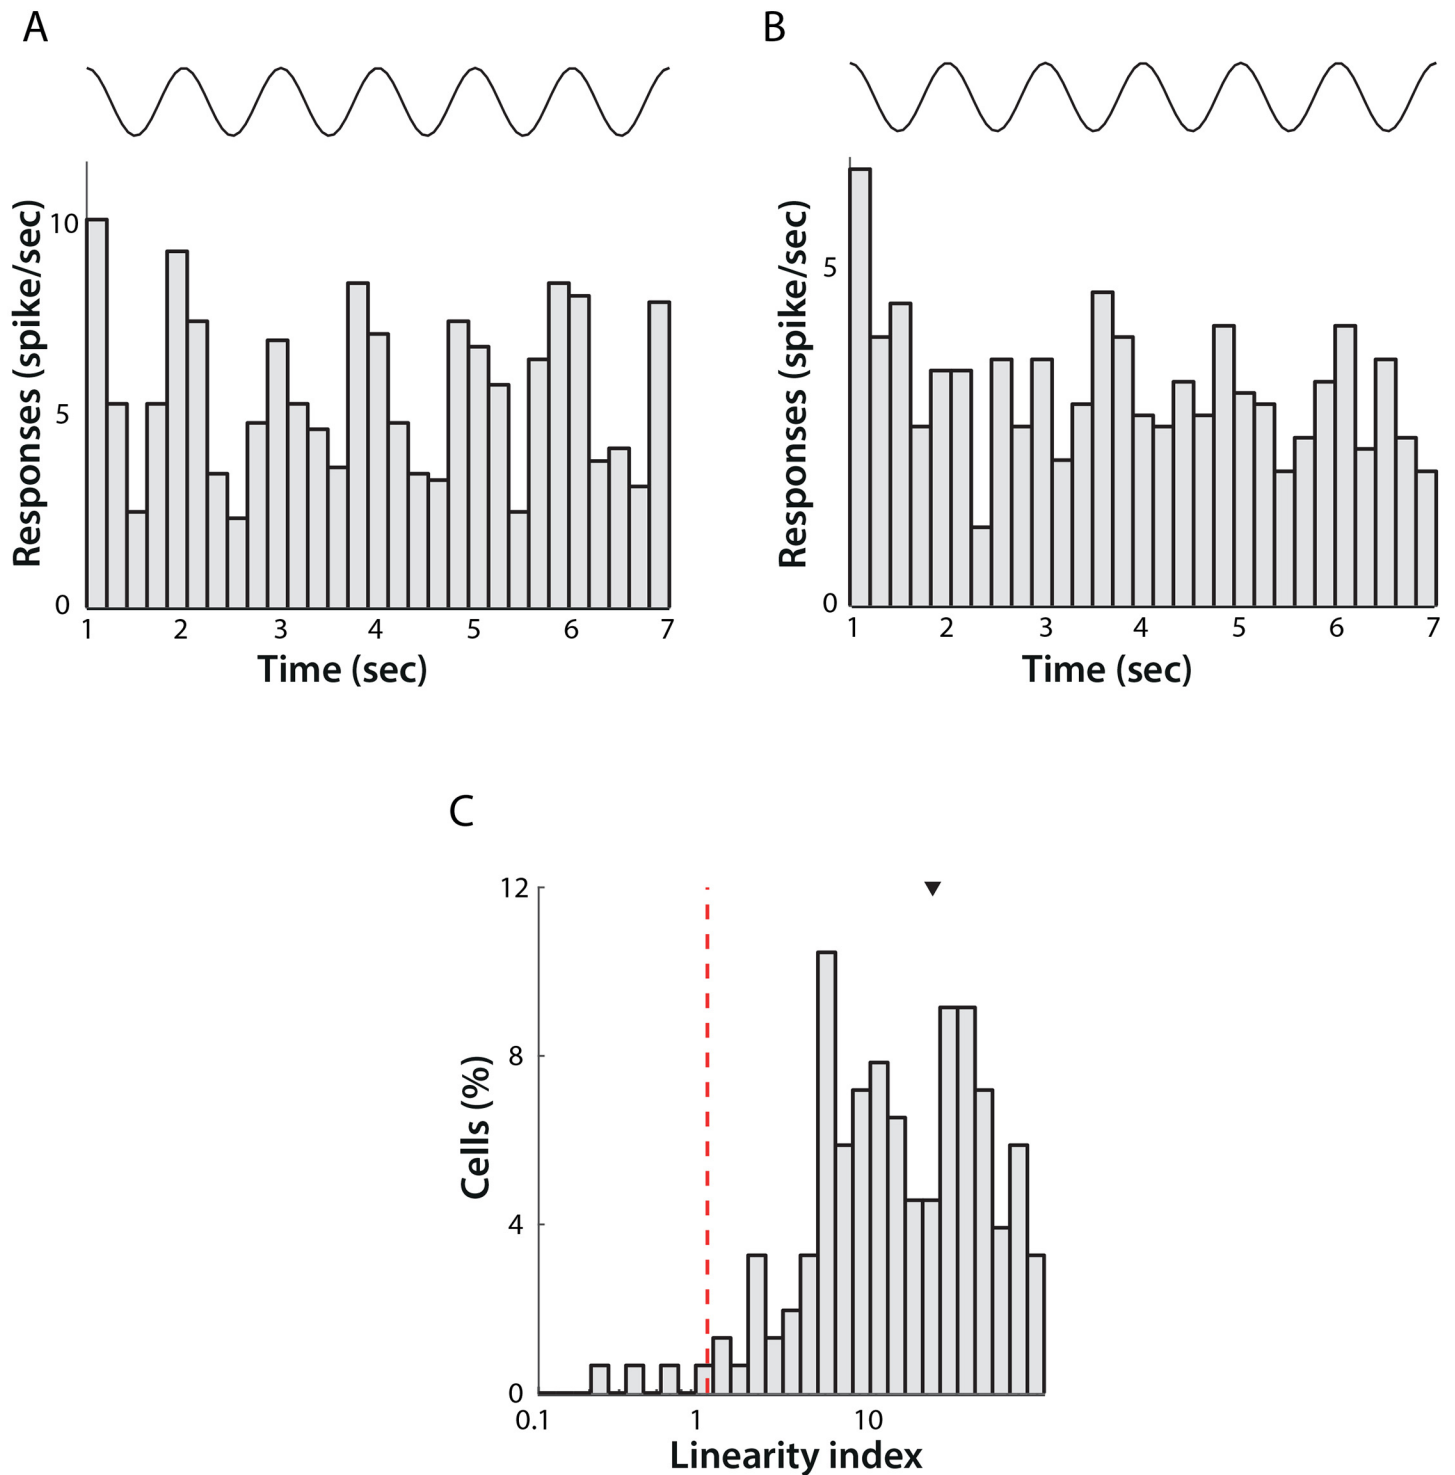 A
B
Responses (spike/sec)
10
5
0
1 2 3 4 5 6 7
Time (sec)
Responses (spike/sec)
5
0
1 2 3 4 5 6 7
Time (sec)
C
Cells (%)
12
8
4
0
0.1 1 10
Linearity index